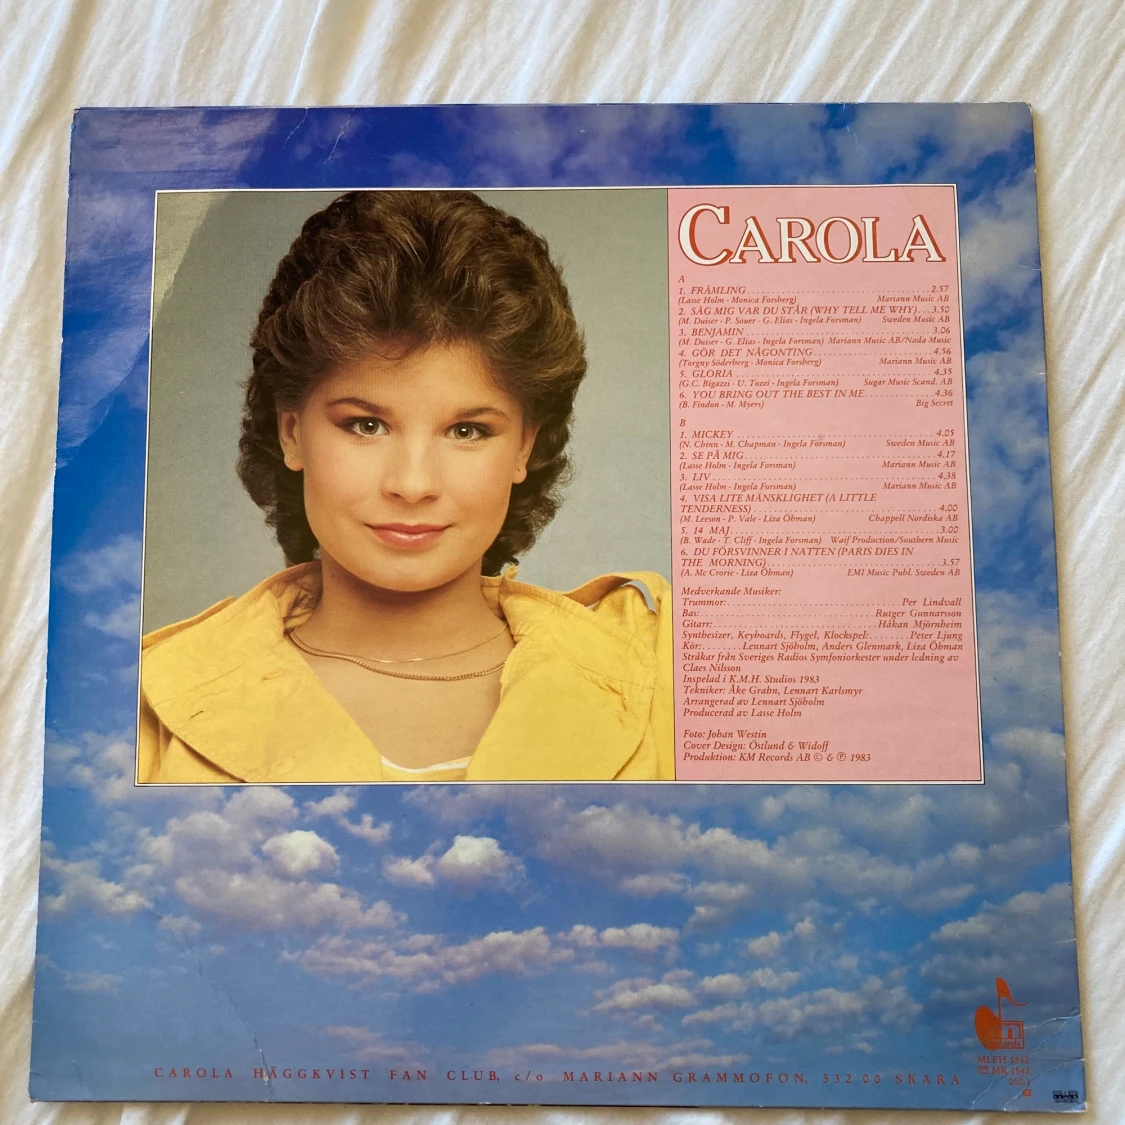 CAROLA
A
1. FRÄMLING 2.57
(Lasse Holm - Monica Forsberg) Mariann Music AB
2. SÄG MIG VAR DU STÅR (WHY TELL ME WHY) 3.50
(M. Duiser - P. Souer - G. Elias - Ingela Forsman) Sweden Music AB
3. BENJAMIN 3.06
(M. Duiser - G. Elias - Ingela Forsman) Mariann Music AB/Nada Music
4. GÖR DET NÅGONTING 4.56
(Torgny Söderberg - Monica Forsberg) Mariann Music AB
5. GLORIA 4.35
(G.C. Bigazzi - U. Tozzi - Ingela Forsman) Sugar Music Scand. AB
6. YOU BRING OUT THE BEST IN ME 4.36
(B. Findon - M. Myers) Big Secret
B
1. MICKEY 4.05
(N. Chinn - M. Chapman - Ingela Forsman) Sweden Music AB
2. SE PÅ MIG 4.17
(Lasse Holm - Ingela Forsman) Mariann Music AB
3. LIV 4.38
(Lasse Holm - Ingela Forsman) Mariann Music AB
4. VISA LITE MÄNSKLIGHET (A LITTLE
TENDERNESS) 4.00
(M. Leeson - P. Vale - Liza Öhman) Chappell Nordiska AB
5. 14 MAJ 3.00
(B. Wade - T. Cliff - Ingela Forsman) Waif Production/Southern Music
6. DU FÖRSVINNER I NATTEN (PARIS DIES IN
THE MORNING) 3.57
(A. Mc Crorie - Liza Öhman) EMI Music Publ. Sweden AB
Medverkande Musiker:
Trummor: Per Lindvall
Bas: Rutger Gunnarsson
Gitarr: Håkan Mjörnheim
Synthesizer, Keyboards, Flygel, Klockspel: Peter Ljung
Kör: Lennart Sjöholm, Anders Glenmark, Liza Öhman
Stråkar från Sveriges Radios Symfoniorkester under ledning av
Claes Nilsson
Inspelad i K.M.H. Studios 1983
Tekniker: Åke Grahn, Lennart Karlsmyr
Arrangerad av Lennart Sjöholm
Producerad av Lasse Holm
Foto: Johan Westin
Cover Design: Östlund & Widoff
Produktion: KM Records AB © & ℗ 1983
records
MLPH 1532
MK 1542
CAROLA HÄGGKVIST FAN CLUB, c/o MARIANN GRAMMOFON, 532 00 SKARA